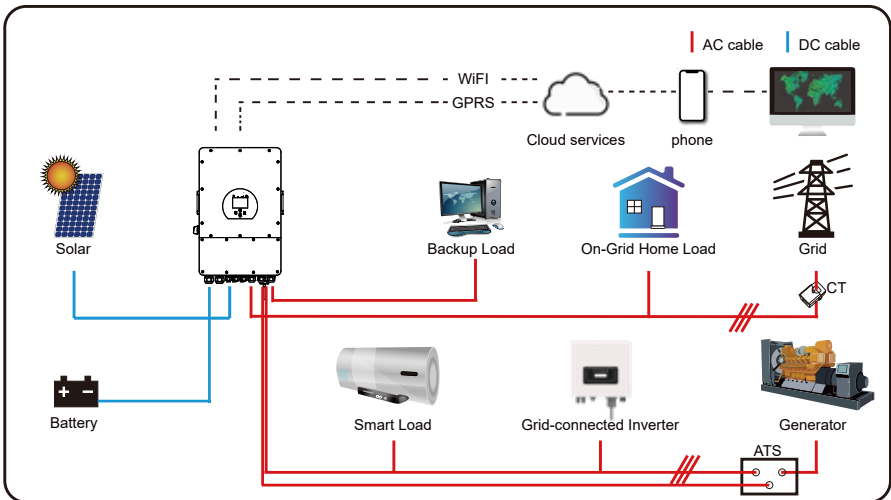 AC cable
DC cable
WiFI
GPRS
Cloud services
phone
Solar
Backup Load
On-Grid Home Load
Grid
CT
Battery
Smart Load
Grid-connected Inverter
Generator
ATS